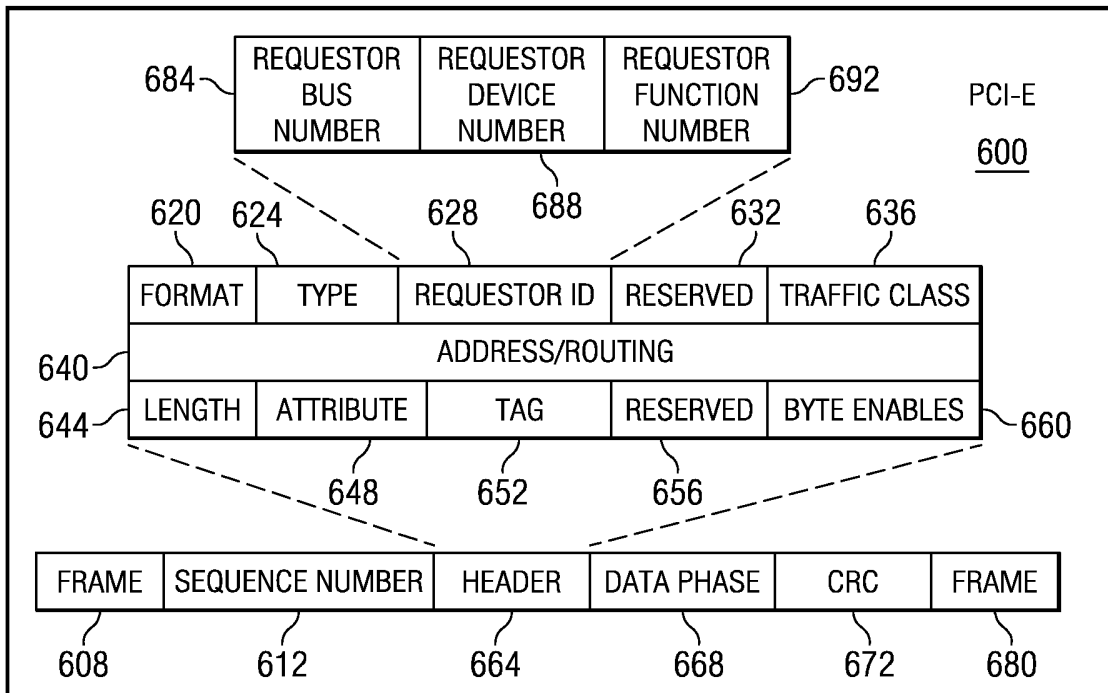 REQUESTOR BUS NUMBER
REQUESTOR DEVICE NUMBER
REQUESTOR FUNCTION NUMBER
684
692
688
PCI-E
600
620
624
628
632
636
FORMAT
TYPE
REQUESTOR ID
RESERVED
TRAFFIC CLASS
640
ADDRESS/ROUTING
644
LENGTH
ATTRIBUTE
TAG
RESERVED
BYTE ENABLES
660
648
652
656
FRAME
SEQUENCE NUMBER
HEADER
DATA PHASE
CRC
FRAME
608
612
664
668
672
680